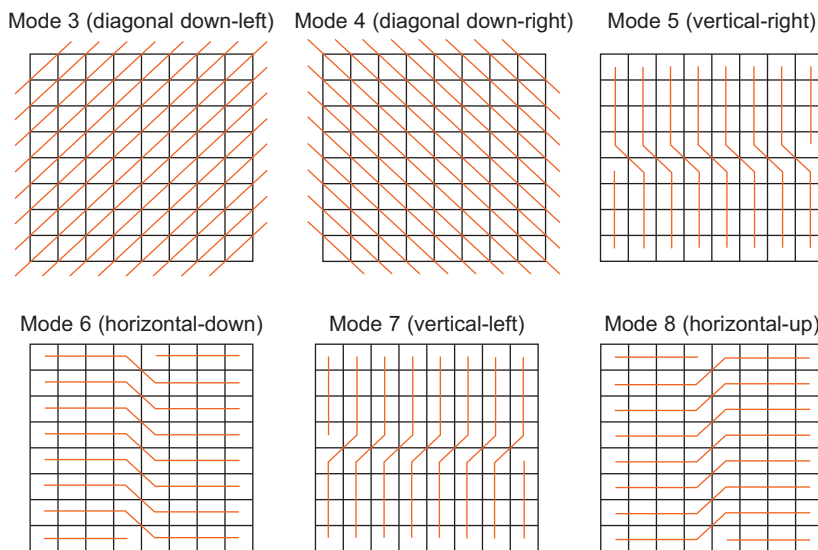 Mode 3 (diagonal down-left)
Mode 4 (diagonal down-right)
Mode 5 (vertical-right)
Mode 6 (horizontal-down)
Mode 7 (vertical-left)
Mode 8 (horizontal-up)